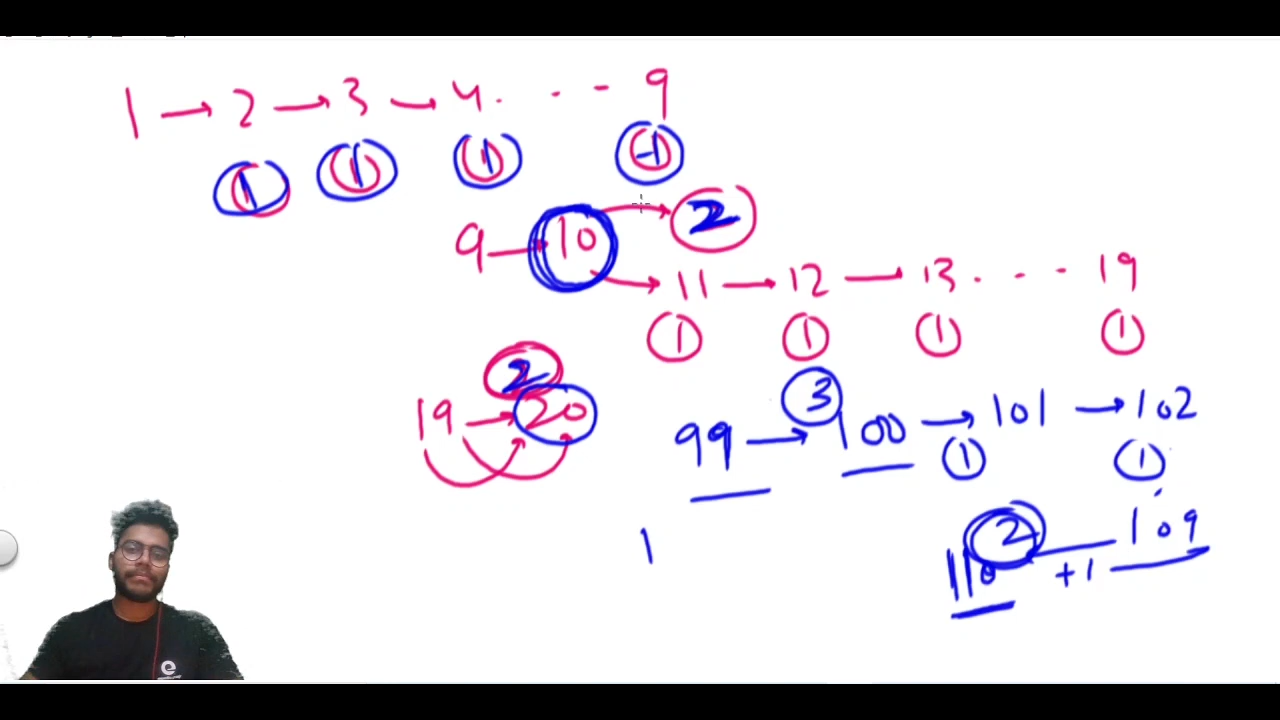 1 → 2 → 3 → 4 . . . - 9
1 1 1 1
9 → 10 → 2
→ 11 → 12 — 13 . . . - 19
1 1 1 1
2
19 → 20
3
99 → 100 → 101 → 102
1 1
1
110 2 — 109
+1